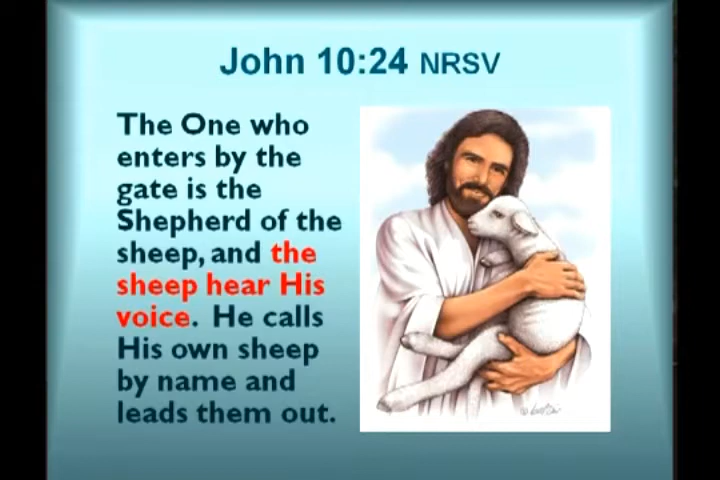 John 10:24 NRSV
The One who
enters by the
gate is the
Shepherd of the
sheep, and the
sheep hear His
voice. He calls
His own sheep
by name and
leads them out.